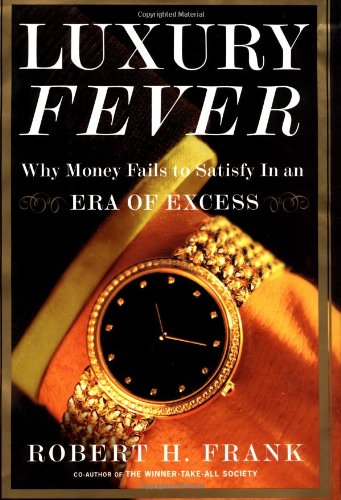 LUXURY
FEVER
Why Money Fails to Satisfy In an
ERA OF EXCESS
ROBERT H. FRANK
CO-AUTHOR OF THE WINNER-TAKE-ALL SOCIETY